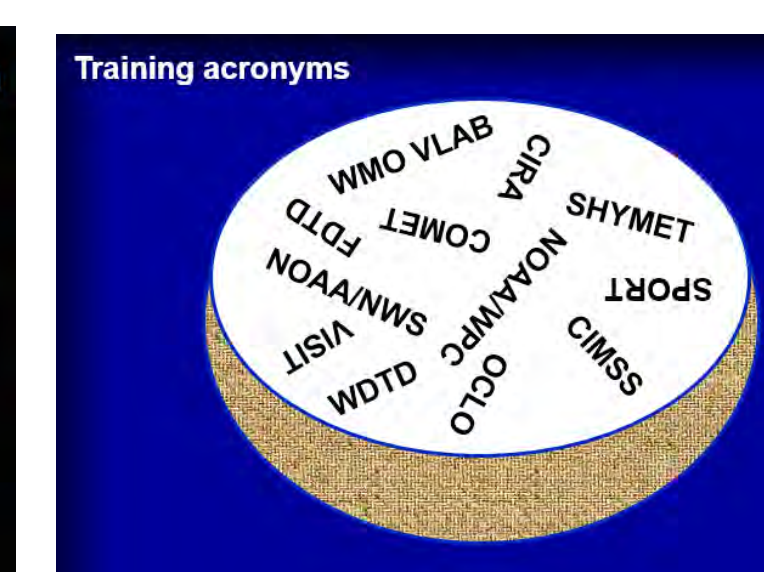 Training acronyms
WMO VLAB
CIRA
SHYMET
FDTD
COMET
NOAA/NWS
NOAA/WPC
SPORT
VISIT
CIMSS
WDTD
OCLO